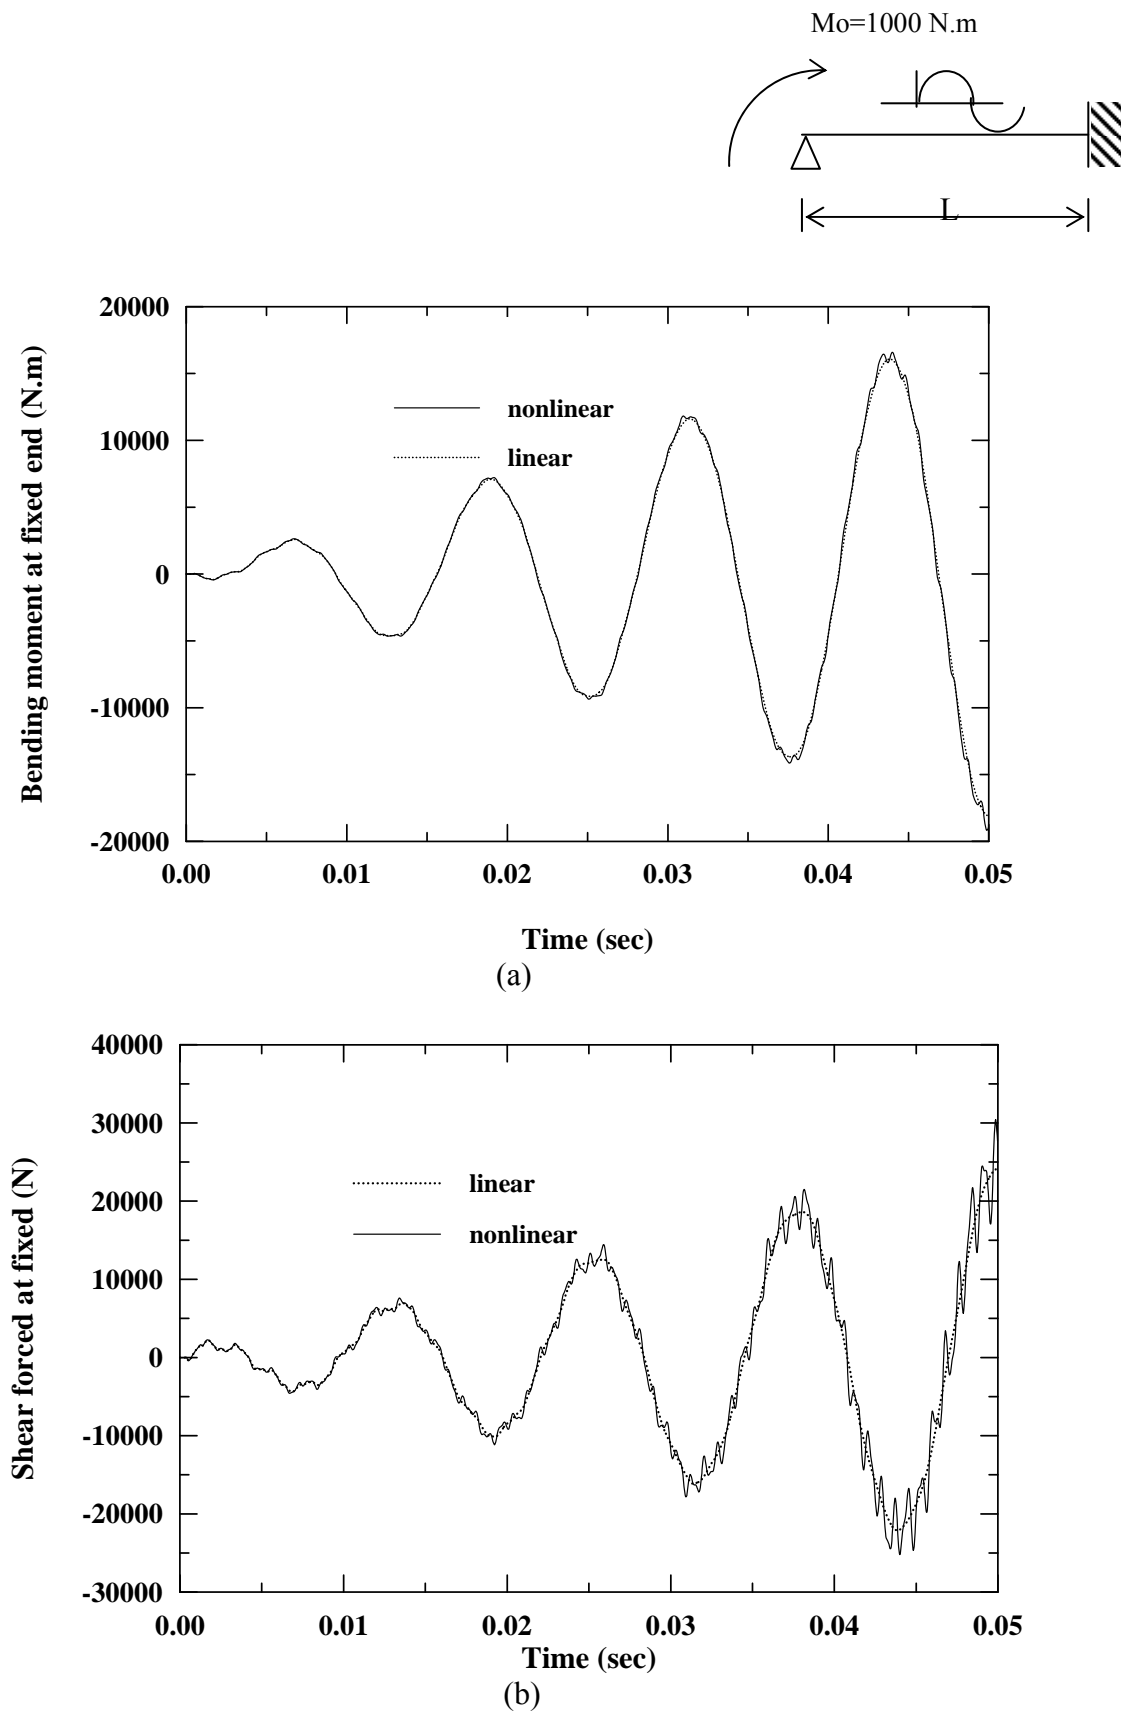 Mo=1000 N.m
L
20000
10000
0
-10000
-20000
Bending moment at fixed end (N.m)
nonlinear
linear
0.00 0.01 0.02 0.03 0.04 0.05
Time (sec)
(a)
40000
30000
20000
10000
0
-10000
-20000
-30000
Shear forced at fixed (N)
linear
nonlinear
0.00 0.01 0.02 0.03 0.04 0.05
Time (sec)
(b)